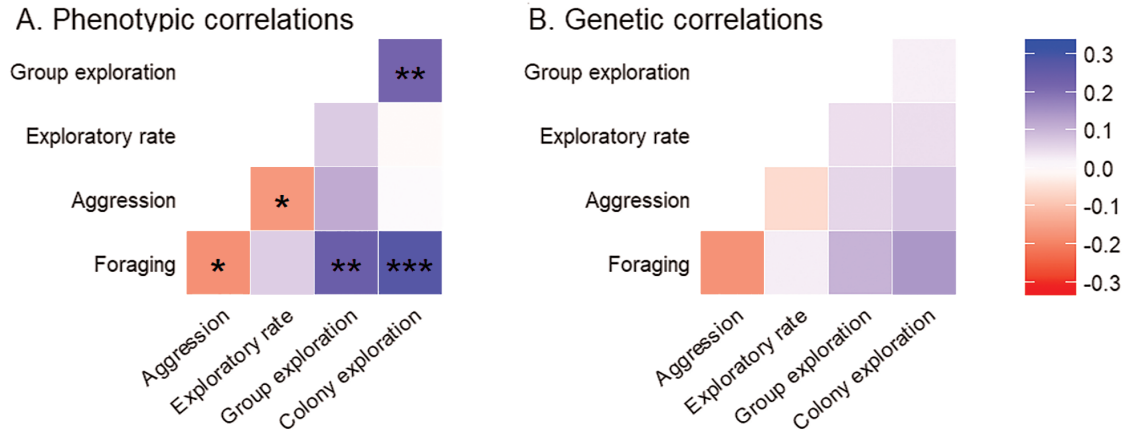 A. Phenotypic correlations
Group exploration
**
Exploratory rate
Aggression
*
Foraging
*
**
***
Aggression
Exploratory rate
Group exploration
Colony exploration
B. Genetic correlations
Group exploration
Exploratory rate
Aggression
Foraging
Aggression
Exploratory rate
Group exploration
Colony exploration
0.3
0.2
0.1
0.0
-0.1
-0.2
-0.3